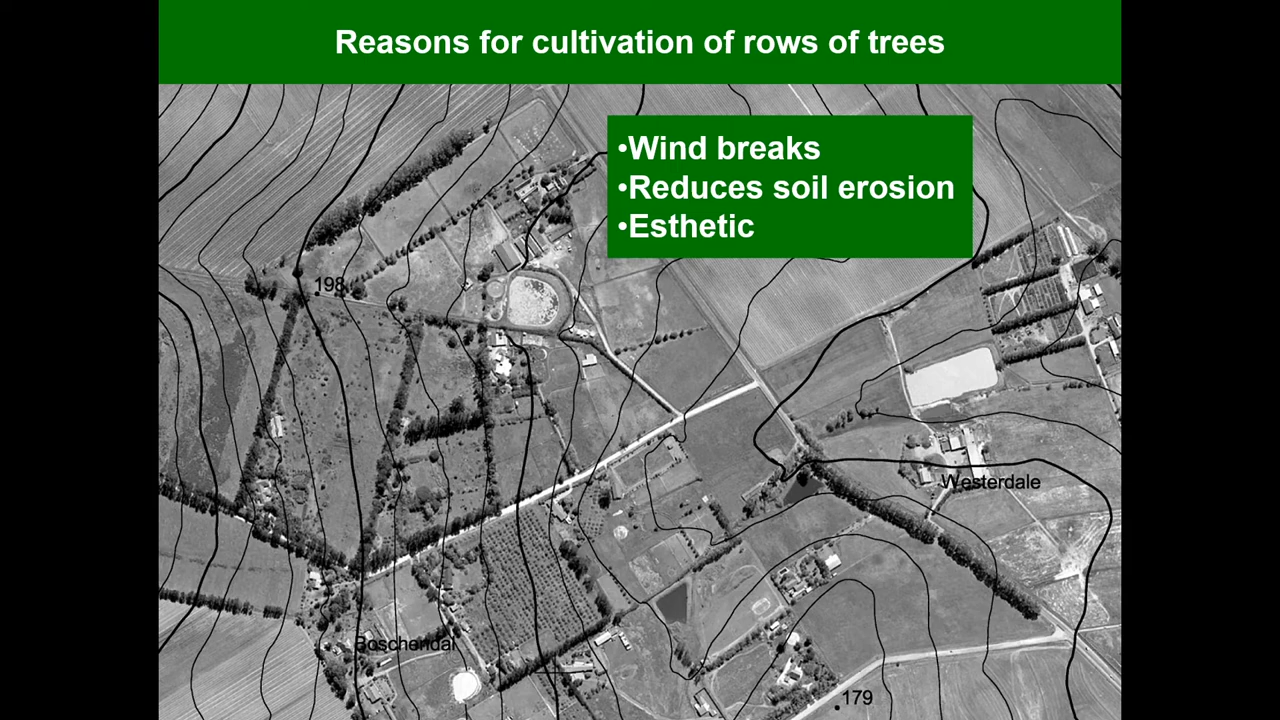 Reasons for cultivation of rows of trees
•Wind breaks
•Reduces soil erosion
•Esthetic
198
Westerdale
Boschendal
179